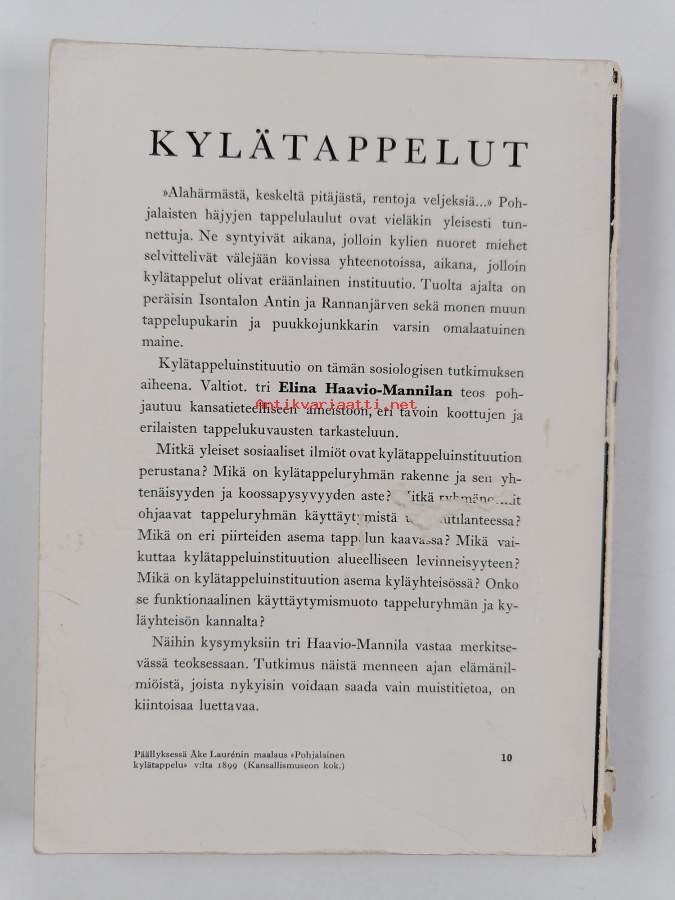 KYLÄTAPPELUT
»Alahärmästä, keskeltä pitäjästä, rentoja veljeksiä...» Poh-
jalaisten häjyjen tappelulaulut ovat vieläkin yleisesti tun-
nettuja. Ne syntyivät aikana, jolloin kylien nuoret miehet
selvittelivät välejään kovissa yhteenotoissa, aikana, jolloin
kylätappelut olivat eräänlainen instituutio. Tuolta ajalta on
peräisin Isontalon Antin ja Rannanjärven sekä monen muun
tappelupukarin ja puukkojunkkarin varsin omalaatuinen
maine.
Kylätappeluinstituutio on tämän sosiologisen tutkimuksen
aiheena. Valtiot. tri Elina Haavio-Mannilan teos poh-
jautuu kansatieteelliseen aineistoon, eri tavoin koottujen ja
antikvariaatti.net
erilaisten tappelukuvausten tarkasteluun.
Mitkä yleiset sosiaaliset ilmiöt ovat kylätappeluinstituution
perustana? Mikä on kylätappeluryhmän rakenne ja sen yh-
tenäisyyden ja koossapysyvyyden aste?
ohjaavat tappeluryhmän käyttäytymistä
Mikä on eri piirteiden asema tappelun kaavassa? Mikä vai-
kuttaa kylätappeluinstituution alueelliseen levinneisyyteen?
Mikä on kylätappeluinstituution asema kyläyhteisössä? Onko
se funktionaalinen käyttäytymismuoto tappeluryhmän ja ky-
läyhteisön kannalta?
Näihin kysymyksiin tri Haavio-Mannila vastaa merkitse-
vässä teoksessaan. Tutkimus näistä menneen ajan elämänil-
miöistä, joista nykyisin voidaan saada vain muistitietoa, on
kiintoisaa luettavaa.
Päällyksessä Åke Laurénin maalaus »Pohjalainen
kylätappelu» v:lta 1899 (Kansallismuseon kok.)
10